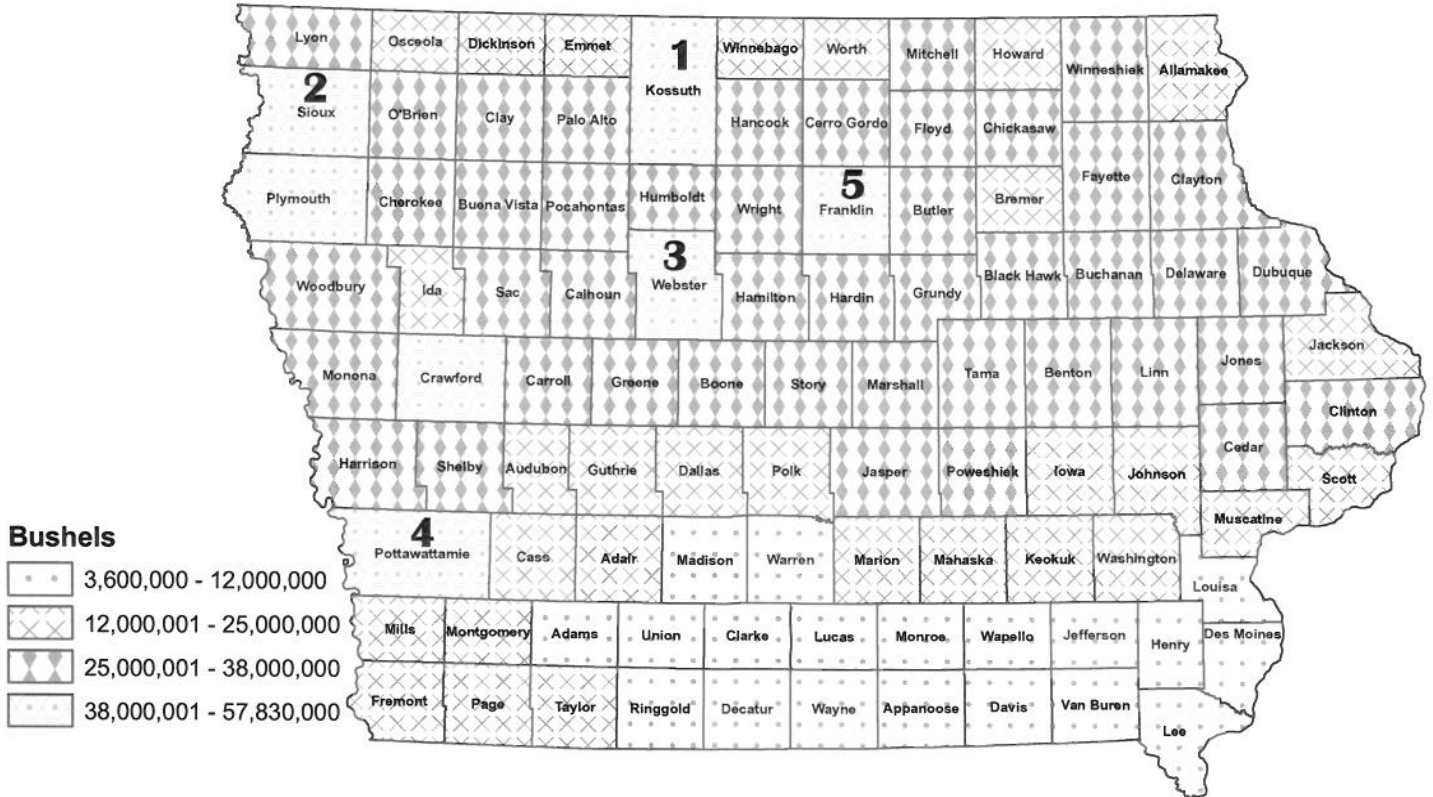 Lyon
Osceola
Dickinson
Emmet
1
Kossuth
Winnebago
Worth
Mitchell
Howard
Winneshiek
Allamakee
2
Sioux
O'Brien
Clay
Palo Alto
Hancock
Cerro Gordo
Floyd
Chickasaw
Fayette
Clayton
Plymouth
Cherokee
Buena Vista
Pocahontas
Humboldt
Wright
5
Franklin
Butler
Bremer
Woodbury
Ida
Sac
Calhoun
3
Webster
Hamilton
Hardin
Grundy
Black Hawk
Buchanan
Delaware
Dubuque
Monona
Crawford
Carroll
Greene
Boone
Story
Marshall
Tama
Benton
Linn
Jones
Jackson
Clinton
Harrison
Shelby
Audubon
Guthrie
Dallas
Polk
Jasper
Poweshiek
Iowa
Johnson
Cedar
Scott
Muscatine
4
Pottawattamie
Cass
Adair
Madison
Warren
Marion
Mahaska
Keokuk
Washington
Louisa
Mills
Montgomery
Adams
Union
Clarke
Lucas
Monroe
Wapello
Jefferson
Henry
Des Moines
Fremont
Page
Taylor
Ringgold
Decatur
Wayne
Appanoose
Davis
Van Buren
Lee
Bushels
3,600,000 - 12,000,000
12,000,001 - 25,000,000
25,000,001 - 38,000,000
38,000,001 - 57,830,000